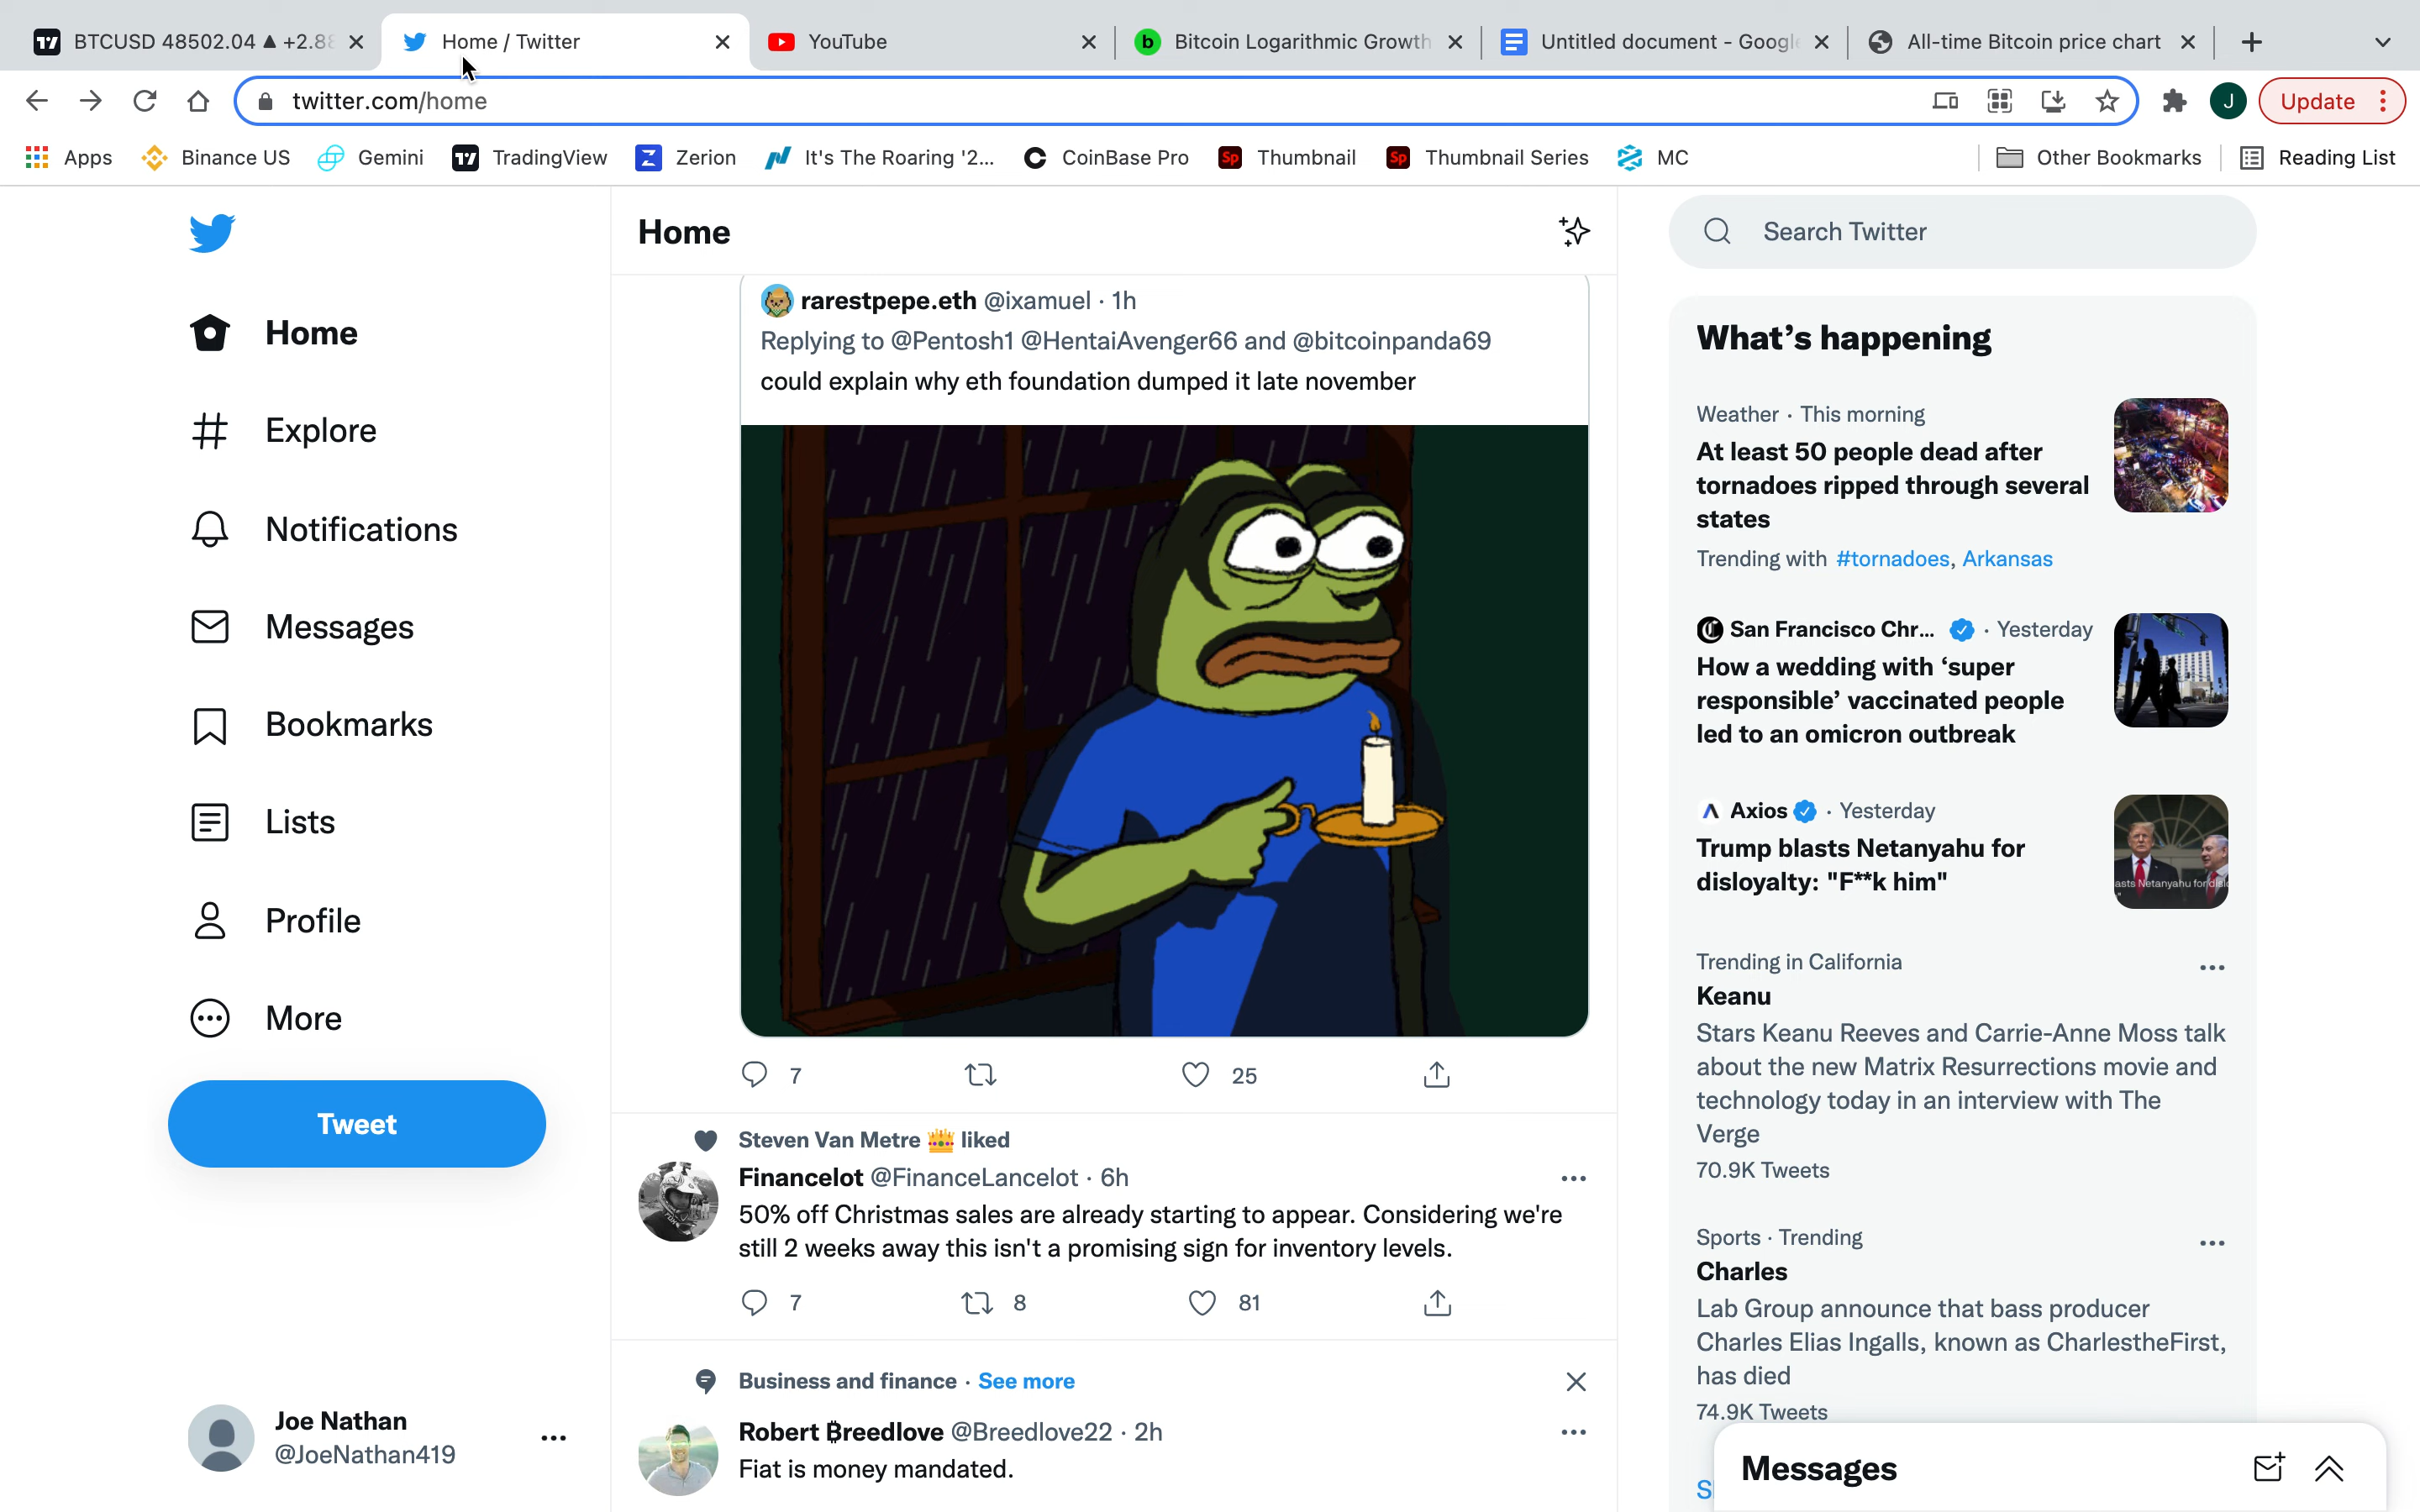 BTCUSD 48502.04 ▲ +2.8
Home / Twitter
YouTube
Bitcoin Logarithmic Growth
Untitled document - Googl
All-time Bitcoin price chart
twitter.com/home
J
Update
Apps
Binance US
Gemini
TradingView
Zerion
It's The Roaring '2...
CoinBase Pro
Sp Thumbnail
Sp Thumbnail Series
MC
Other Bookmarks
Reading List
Home
Explore
Notifications
Messages
Bookmarks
Lists
Profile
More
Tweet
Joe Nathan
@JoeNathan419
Home
rarestpepe.eth @ixamuel · 1h
Replying to @Pentosh1 @HentaiAvenger66 and @bitcoinpanda69
could explain why eth foundation dumped it late november
7
25
Steven Van Metre 👑 liked
Financelot @FinanceLancelot · 6h
50% off Christmas sales are already starting to appear. Considering we're
still 2 weeks away this isn't a promising sign for inventory levels.
7
8
81
Business and finance · See more
Robert ₿reedlove @Breedlove22 · 2h
Fiat is money mandated.
Search Twitter
What's happening
Weather · This morning
At least 50 people dead after
tornadoes ripped through several
states
Trending with #tornadoes, Arkansas
San Francisco Chr... · Yesterday
How a wedding with ‘super
responsible’ vaccinated people
led to an omicron outbreak
Axios · Yesterday
Trump blasts Netanyahu for
disloyalty: "F**k him"
Trending in California
Keanu
Stars Keanu Reeves and Carrie-Anne Moss talk
about the new Matrix Resurrections movie and
technology today in an interview with The
Verge
70.9K Tweets
Sports · Trending
Charles
Lab Group announce that bass producer
Charles Elias Ingalls, known as CharlestheFirst,
has died
74.9K Tweets
Messages